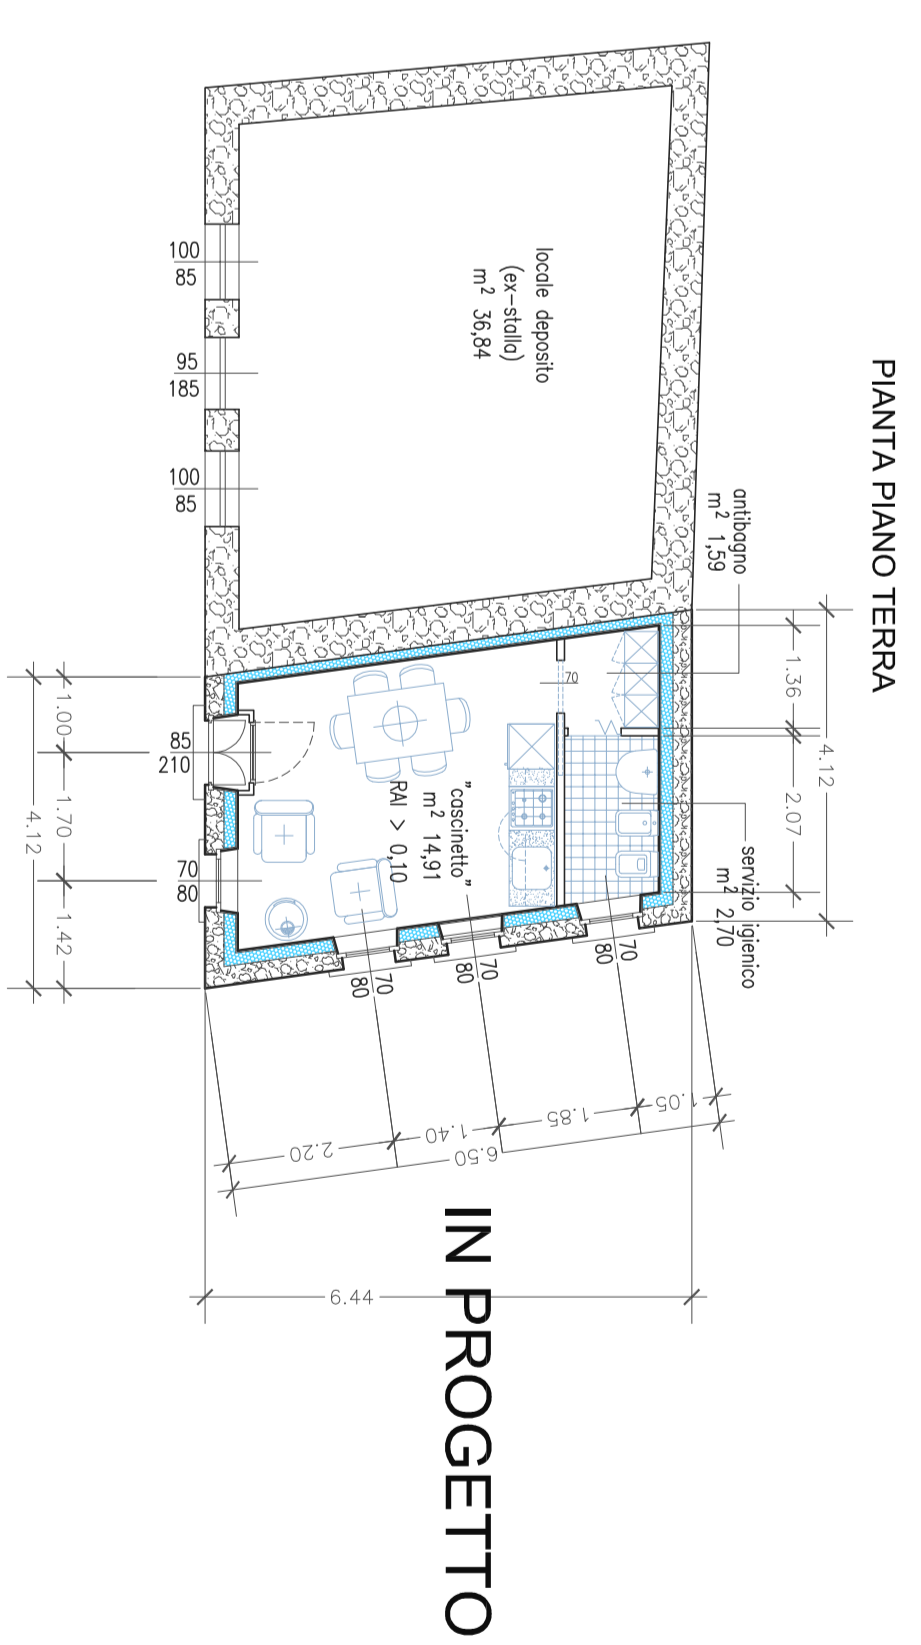 PIANTA PIANO TERRA
locale deposito
(ex-stalla)
m² 36,84
100
85
95
185
100
85
antibagno
m² 1,59
1.36
2.07
4.12
70
servizio igienico
m² 2,70
"cascinetto"
m² 14,91
RAI > 0,10
85
210
70
80
1.00
1.70
1.42
4.12
70
80
70
80
70
80
2.20
1.40
1.85
1.05
6.50
6.44
IN PROGETTO